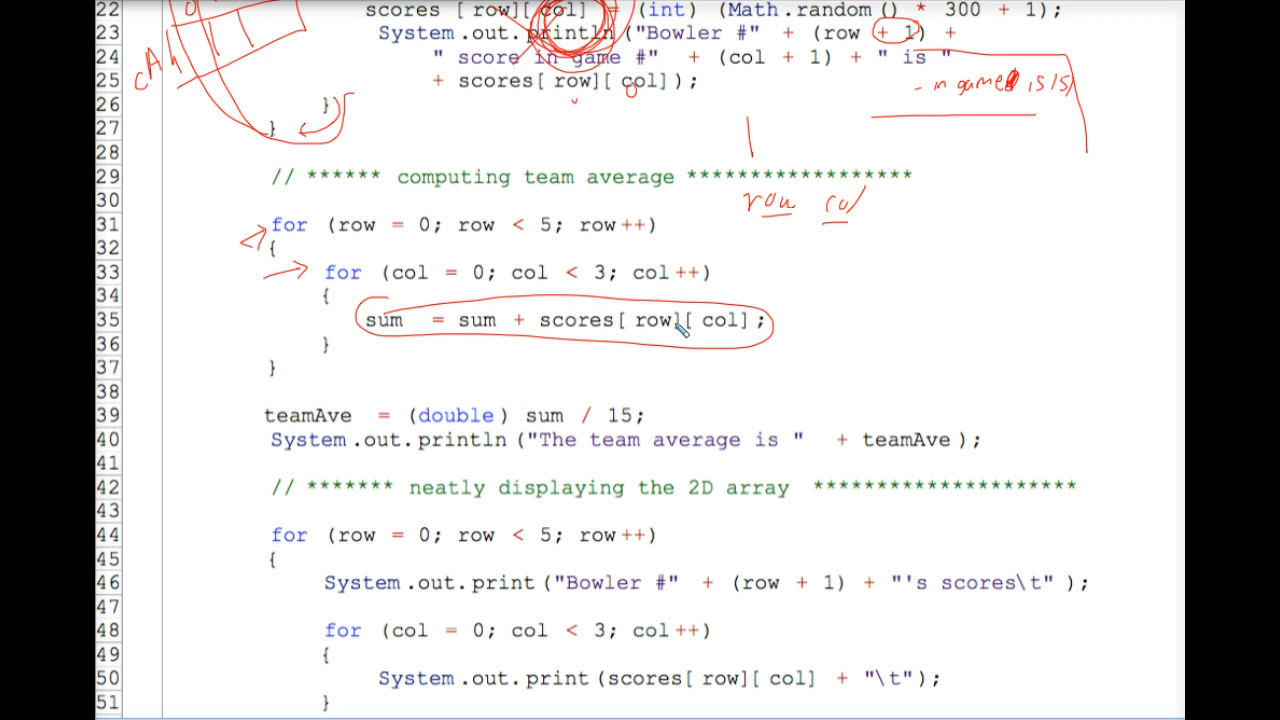 22 scores [ row][ col] = (int) (Math.random () * 300 + 1);
23 System.out.println ("Bowler #" + (row + 1) +
24 " score in game #" + (col + 1) + " is "
25 + scores[ row][ col]);
- in game is 151
26 }
27 }
28
29 // ****** computing team average *******************
30
row col
31 for (row = 0; row < 5; row++)
32 {
33 for (col = 0; col < 3; col++)
34 {
35 sum = sum + scores[ row][ col];
36 }
37 }
38
39 teamAve = (double) sum / 15;
40 System.out.println ("The team average is " + teamAve );
41
42 // ******* neatly displaying the 2D array **********************
43
44 for (row = 0; row < 5; row++)
45 {
46 System.out.print ("Bowler #" + (row + 1) + "'s scores\t" );
47
48 for (col = 0; col < 3; col++)
49 {
50 System.out.print (scores[ row][ col] + "\t");
51 }